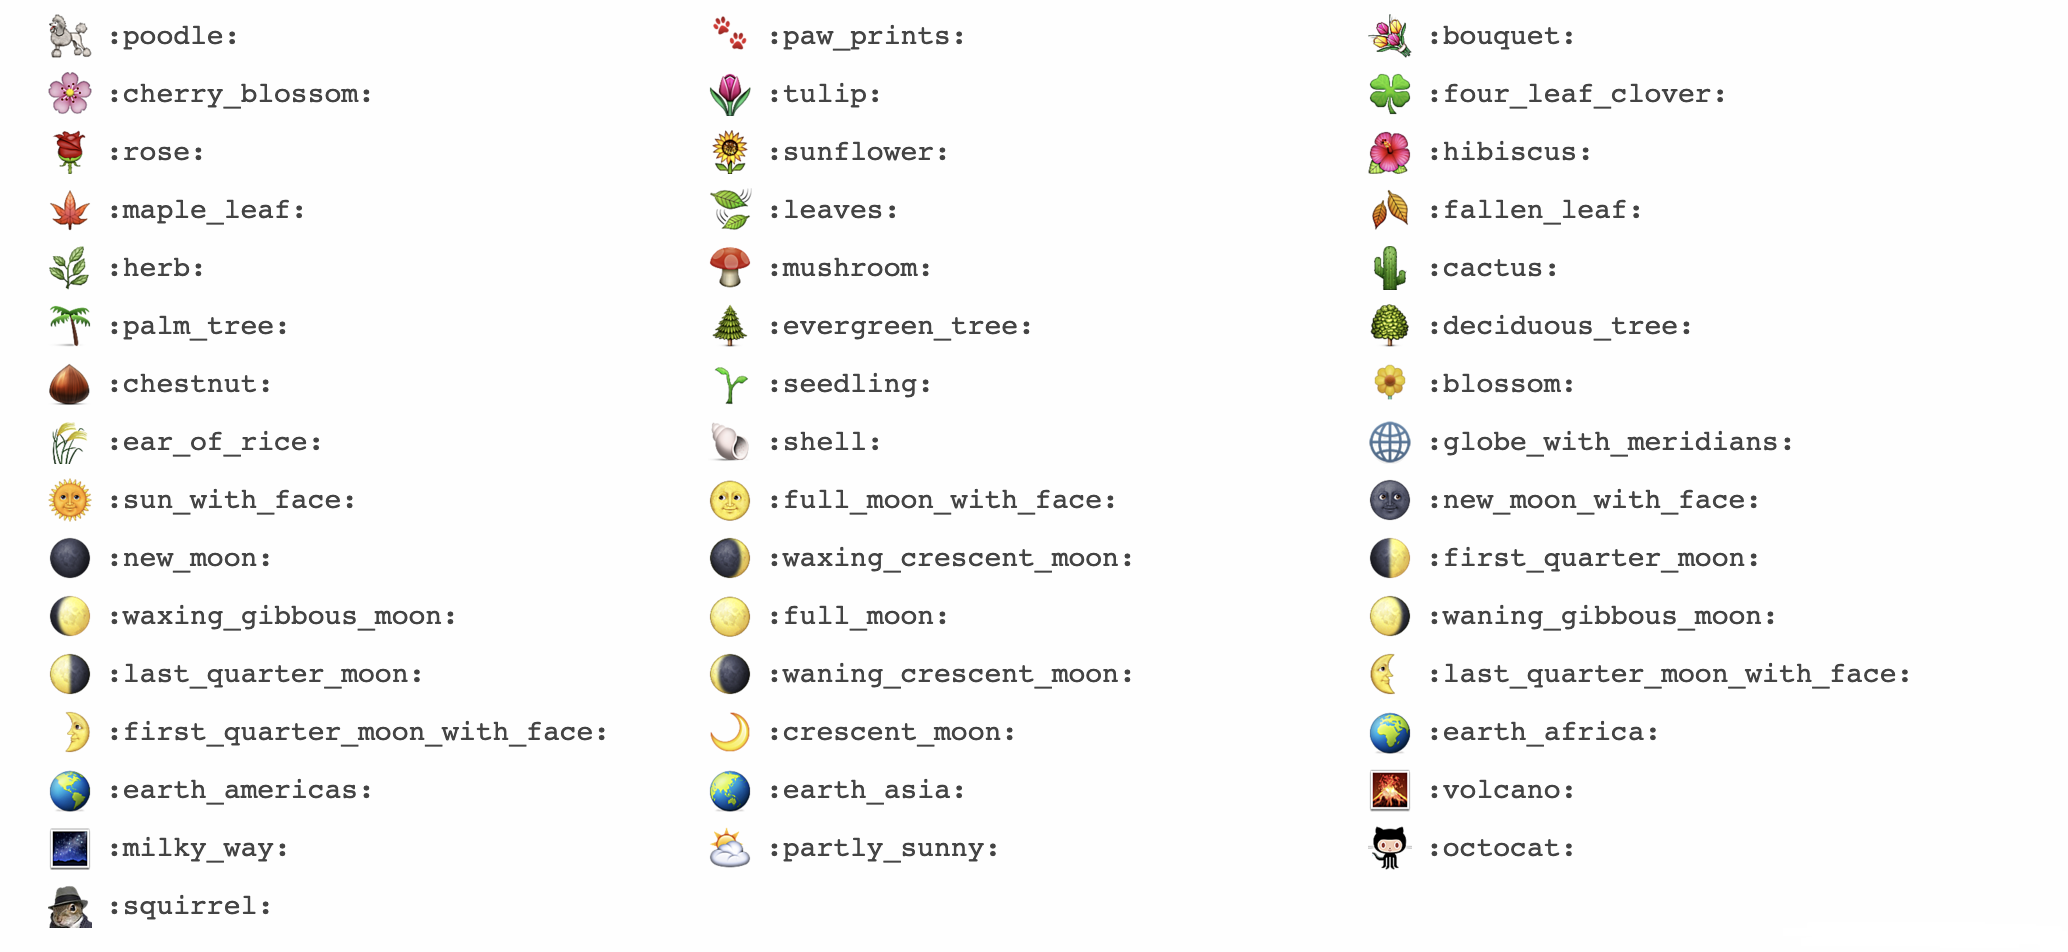 :poodle: :paw_prints: :bouquet:
:cherry_blossom: :tulip: :four_leaf_clover:
:rose: :sunflower: :hibiscus:
:maple_leaf: :leaves: :fallen_leaf:
:herb: :mushroom: :cactus:
:palm_tree: :evergreen_tree: :deciduous_tree:
:chestnut: :seedling: :blossom:
:ear_of_rice: :shell: :globe_with_meridians:
:sun_with_face: :full_moon_with_face: :new_moon_with_face:
:new_moon: :waxing_crescent_moon: :first_quarter_moon:
:waxing_gibbous_moon: :full_moon: :waning_gibbous_moon:
:last_quarter_moon: :waning_crescent_moon: :last_quarter_moon_with_face:
:first_quarter_moon_with_face: :crescent_moon: :earth_africa:
:earth_americas: :earth_asia: :volcano:
:milky_way: :partly_sunny: :octocat:
:squirrel: